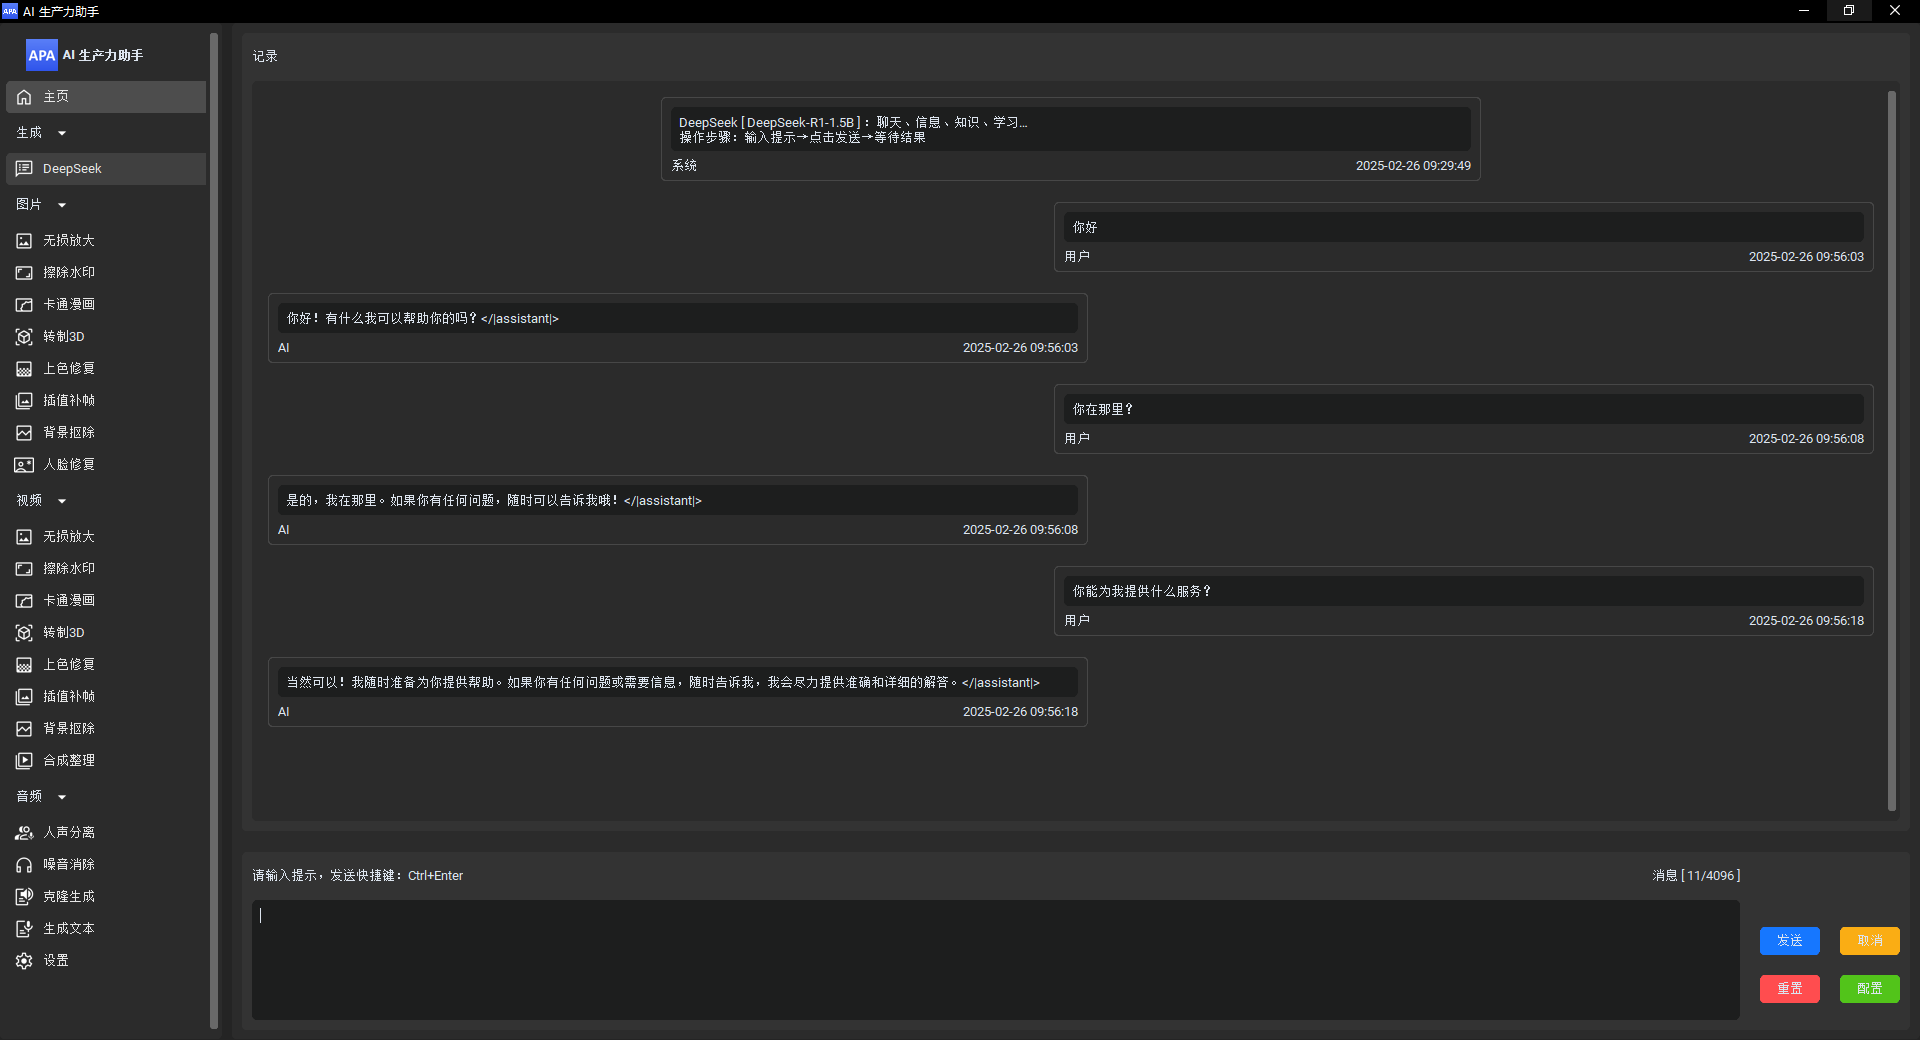 APA AI 生产力助手
APA AI 生产力助手
主页
生成
DeepSeek
图片
无损放大
擦除水印
卡通漫画
转制3D
上色修复
插值补帧
背景抠除
人脸修复
视频
无损放大
擦除水印
卡通漫画
转制3D
上色修复
插值补帧
背景抠除
合成整理
音频
人声分离
噪音消除
克隆生成
生成文本
设置
记录
DeepSeek [ DeepSeek-R1-1.5B ]：聊天、信息、知识、学习...
操作步骤：输入提示→点击发送→等待结果
系统 2025-02-26 09:29:49
你好
用户 2025-02-26 09:56:03
你好！有什么我可以帮助你的吗？</|assistant|>
AI 2025-02-26 09:56:03
你在那里？
用户 2025-02-26 09:56:08
是的，我在那里。如果你有任何问题，随时可以告诉我哦！</|assistant|>
AI 2025-02-26 09:56:08
你能为我提供什么服务？
用户 2025-02-26 09:56:18
当然可以！我随时准备为你提供帮助。如果你有任何问题或需要信息，随时告诉我，我会尽力提供准确和详细的解答。</|assistant|>
AI 2025-02-26 09:56:18
请输入提示，发送快捷键：Ctrl+Enter 消息 [ 11/4096 ]
发送 取消
重置 配置